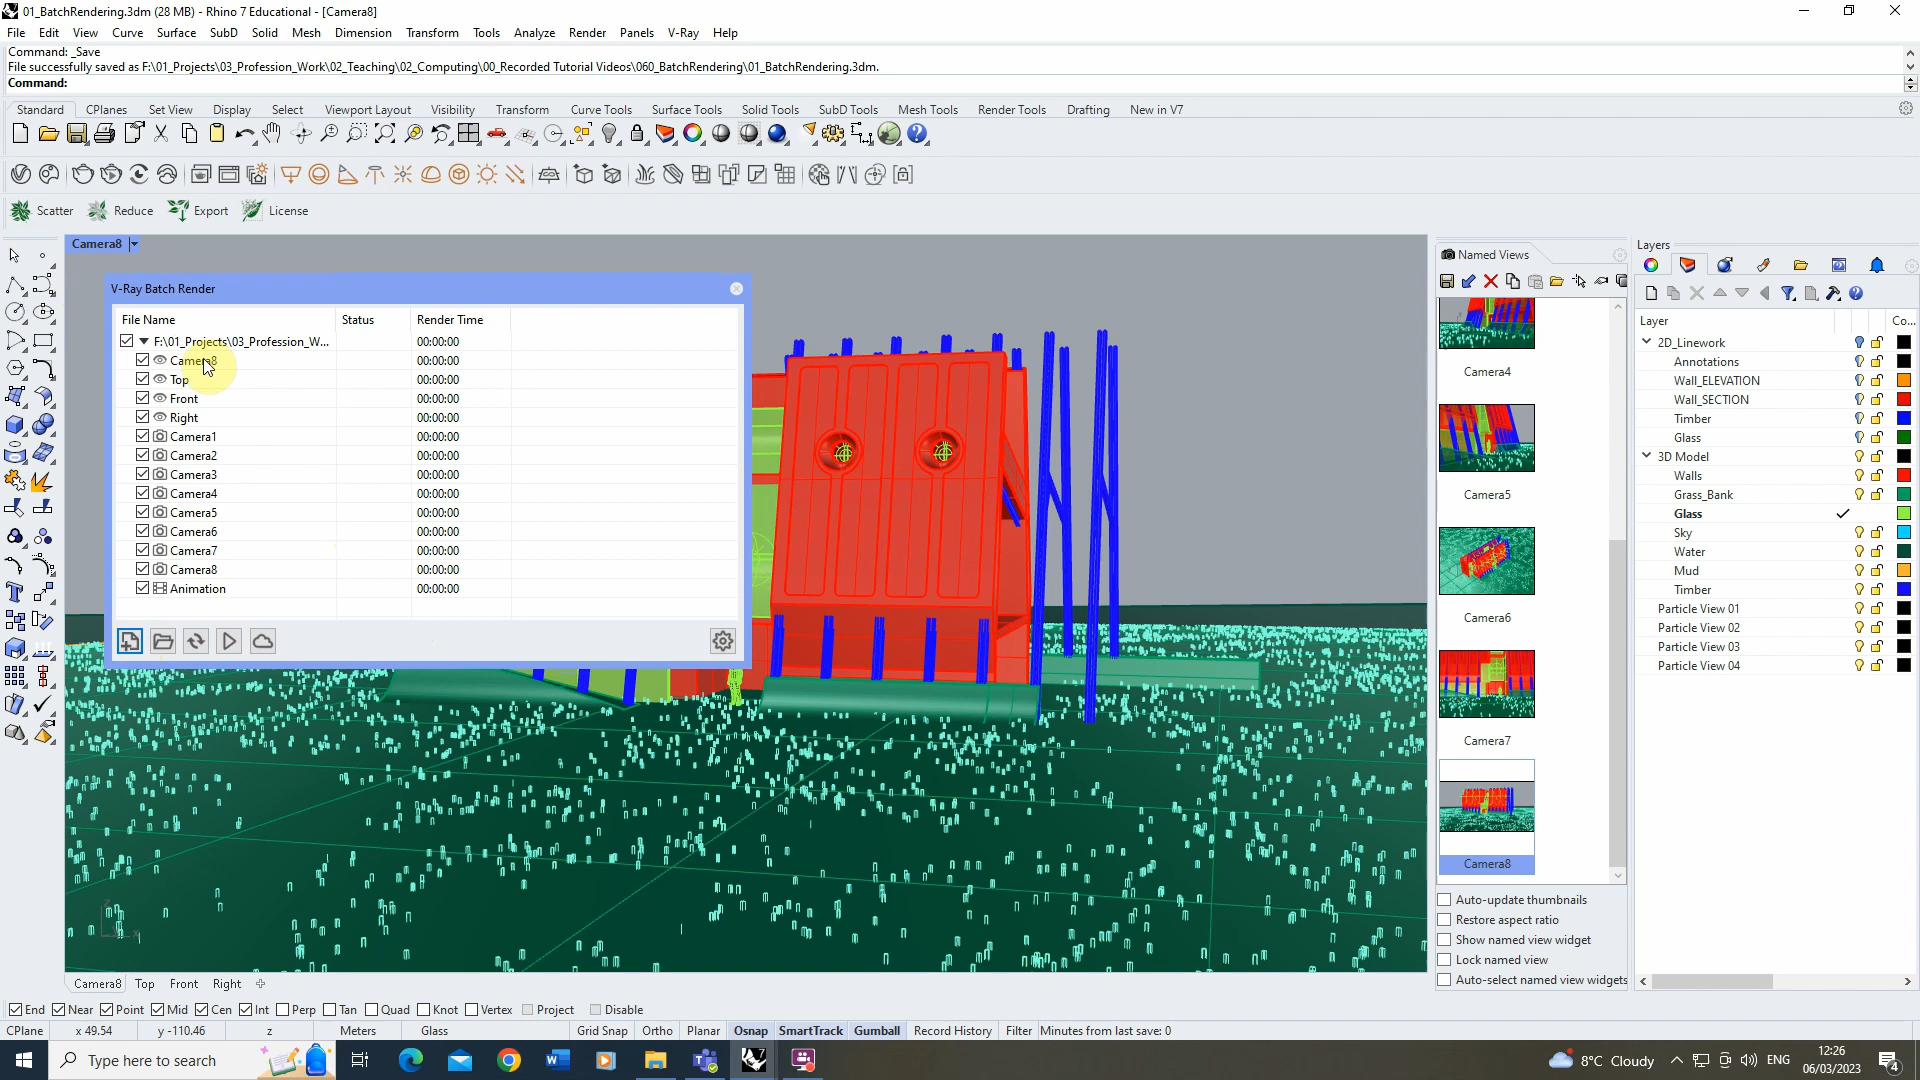 01_BatchRendering.3dm (28 MB) - Rhino 7 Educational - [Camera8]
File Edit View Curve Surface SubD Solid Mesh Dimension Transform Tools Analyze Render Panels V-Ray Help
Command: _Save
File successfully saved as F:\01_Projects\03_Profession_Work\02_Teaching\02_Computing\00_Recorded Tutorial Videos\060_BatchRendering\01_BatchRendering.3dm.
Command:
Standard CPlanes Set View Display Select Viewport Layout Visibility Transform Curve Tools Surface Tools Solid Tools SubD Tools Mesh Tools Render Tools Drafting New in V7
Scatter Reduce Export License
Camera8
V-Ray Batch Render
File Name Status Render Time
F:\01_Projects\03_Profession_W... 00:00:00
Camera8 00:00:00
Top 00:00:00
Front 00:00:00
Right 00:00:00
Camera1 00:00:00
Camera2 00:00:00
Camera3 00:00:00
Camera4 00:00:00
Camera5 00:00:00
Camera6 00:00:00
Camera7 00:00:00
Camera8 00:00:00
Animation 00:00:00
Named Views
Camera4
Camera5
Camera6
Camera7
Camera8
Auto-update thumbnails
Restore aspect ratio
Show named view widget
Lock named view
Auto-select named view widgets
Layers
Layer Co...
2D_Linework
Annotations
Wall_ELEVATION
Wall_SECTION
Timber
Glass
3D Model
Walls
Grass_Bank
Glass
Sky
Water
Mud
Timber
Particle View 01
Particle View 02
Particle View 03
Particle View 04
Camera8 Top Front Right
End Near Point Mid Cen Int Perp Tan Quad Knot Vertex Project Disable
CPlane x 49.54 y -110.46 z Meters Glass Grid Snap Ortho Planar Osnap SmartTrack Gumball Record History Filter Minutes from last save: 0
Type here to search
8°C Cloudy
ENG
12:26
06/03/2023
4